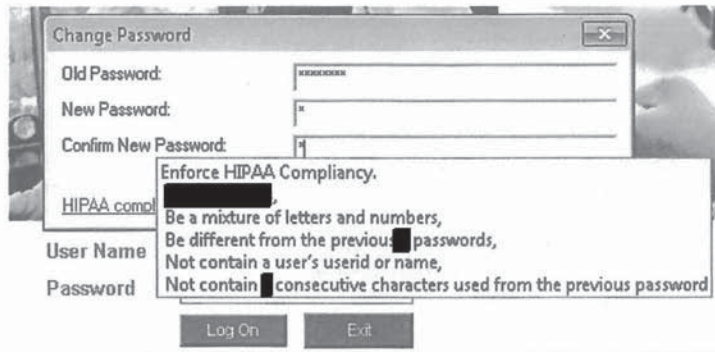 Change Password
Old Password: xxxxxxxx
New Password: x
Confirm New Password: x
Enforce HIPAA Compliancy.
,
HIPAA compl
Be a mixture of letters and numbers,
Be different from the previous passwords,
Not contain a user's userid or name,
Not contain consecutive characters used from the previous password
User Name
Password
Log On Exit